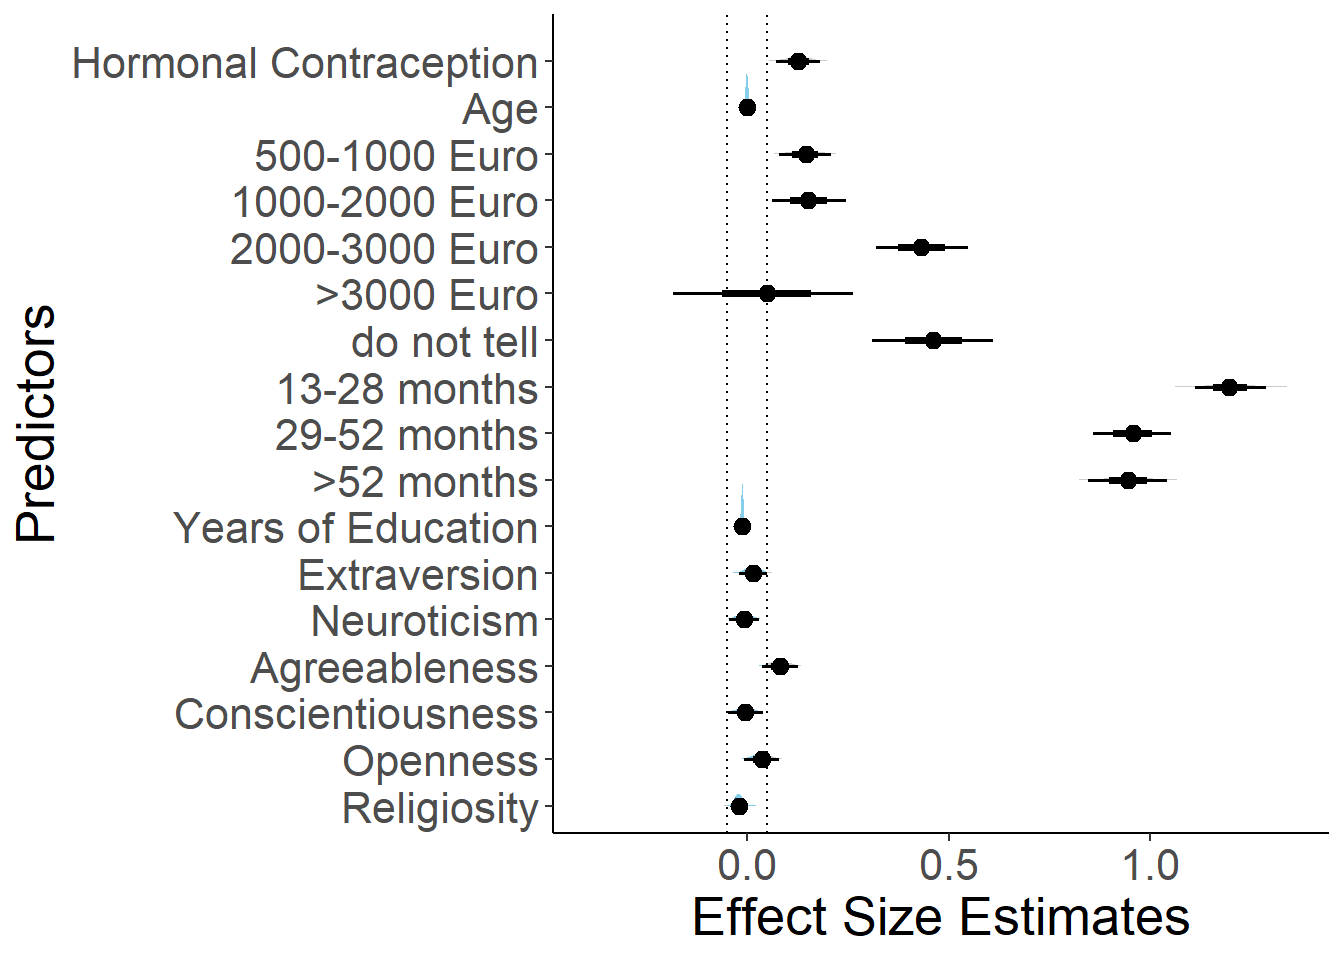 Predictors
Hormonal Contraception
Age
500-1000 Euro
1000-2000 Euro
2000-3000 Euro
>3000 Euro
do not tell
13-28 months
29-52 months
>52 months
Years of Education
Extraversion
Neuroticism
Agreeableness
Conscientiousness
Openness
Religiosity
0.0 0.5 1.0
Effect Size Estimates